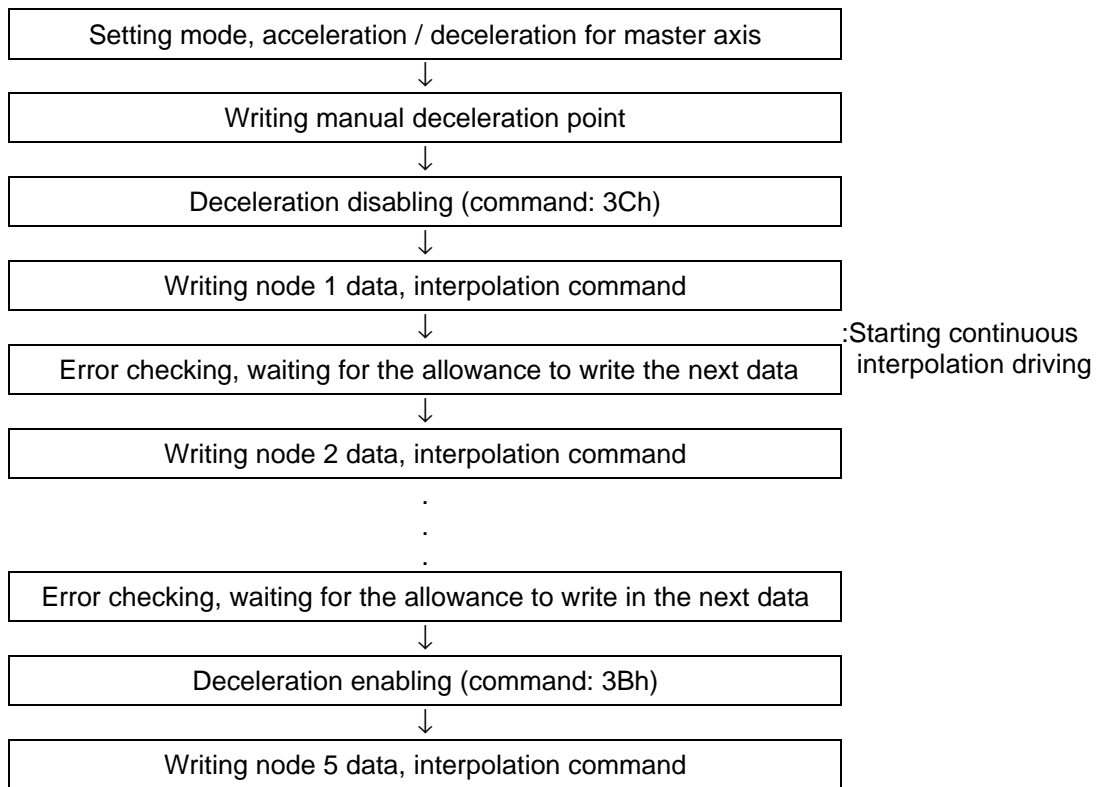 Setting mode, acceleration / deceleration for master axis
↓
Writing manual deceleration point
↓
Deceleration disabling (command: 3Ch)
↓
Writing node 1 data, interpolation command
↓
:Starting continuous
interpolation driving
Error checking, waiting for the allowance to write the next data
↓
Writing node 2 data, interpolation command
.
.
.
Error checking, waiting for the allowance to write in the next data
↓
Deceleration enabling (command: 3Bh)
↓
Writing node 5 data, interpolation command